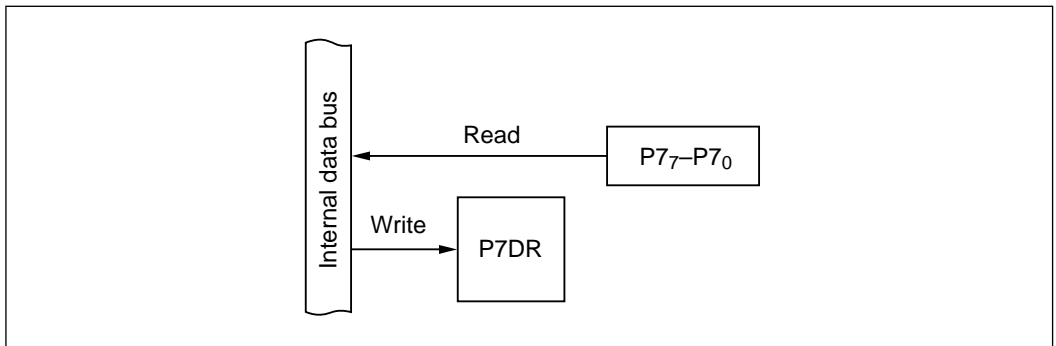 Internal data bus
Read
P7₇–P7₀
Write
P7DR